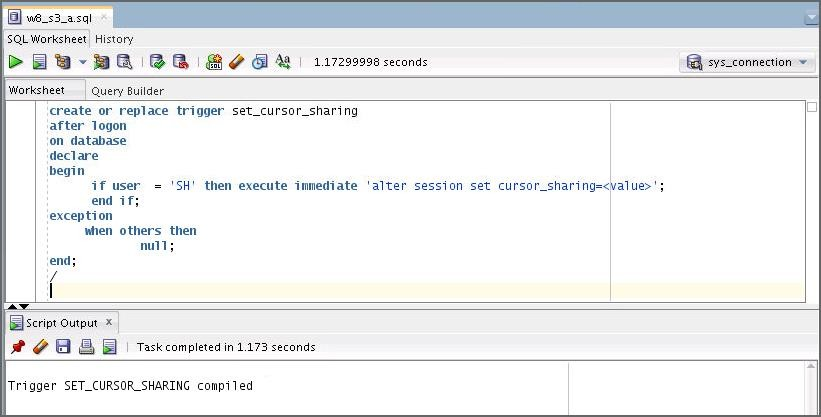 w8_s3_a.sql
SQL Worksheet History
1.17299998 seconds
sys_connection
Worksheet Query Builder
create or replace trigger set_cursor_sharing
after logon
on database
declare
begin
if user = 'SH' then execute immediate 'alter session set cursor_sharing=<value>';
end if;
exception
when others then
null;
end;
/
Script Output x
Task completed in 1.173 seconds
Trigger SET_CURSOR_SHARING compiled